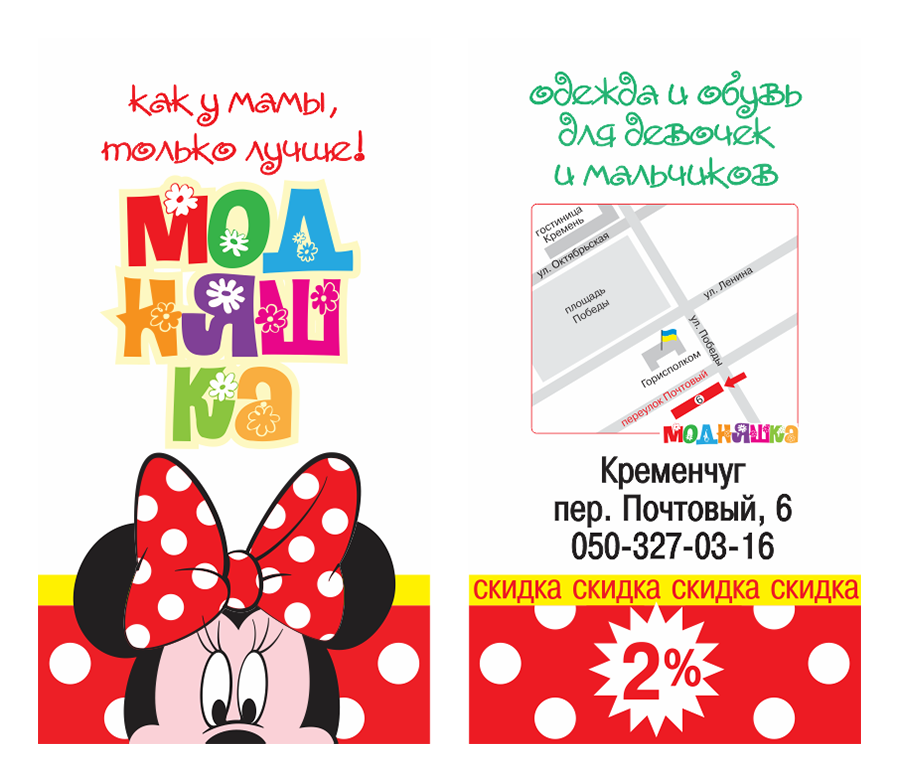 как у мамы,
только лучше!
МОД
НЯШ
КА
одежда и обувь
для девочек
и мальчиков
гостиница
Кремень
ул. Октябрьская
площадь
Победы
ул. Ленина
ул. Победы
Горисполком
переулок Почтовый
6
МОДНЯШКА
Кременчуг
пер. Почтовый, 6
050-327-03-16
скидка скидка скидка скидка
2%